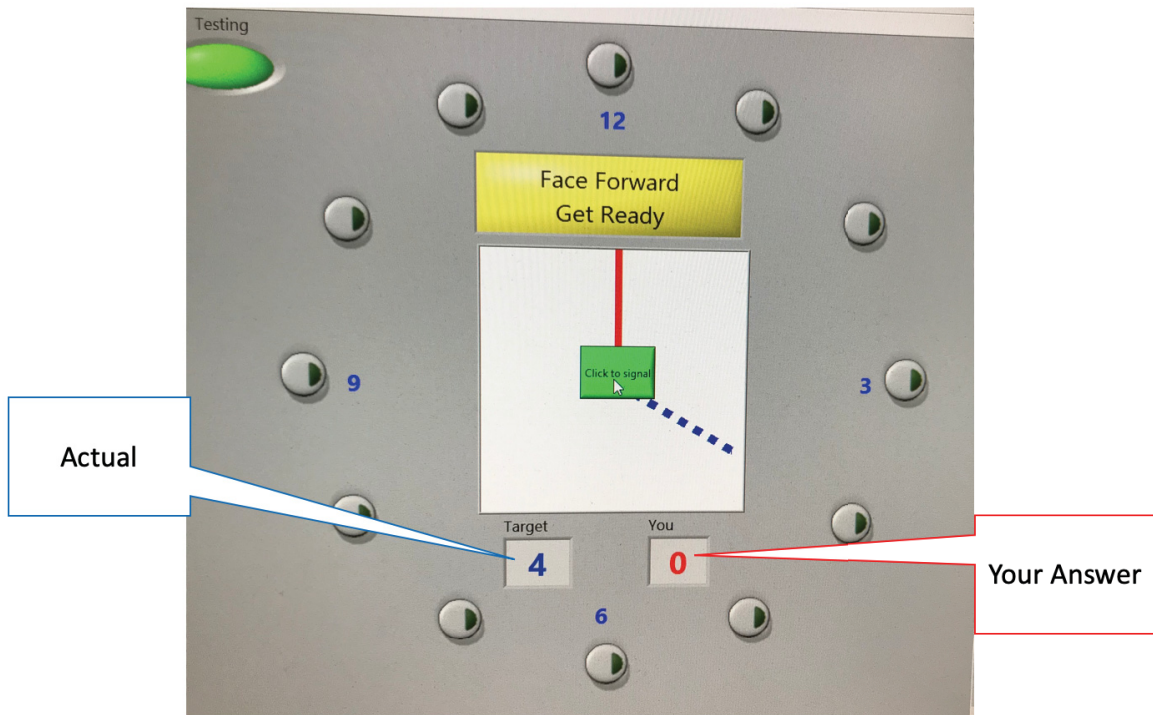 Testing
12
Face Forward
Get Ready
Click to signal
9
3
Actual
Target
You
4
0
Your Answer
6